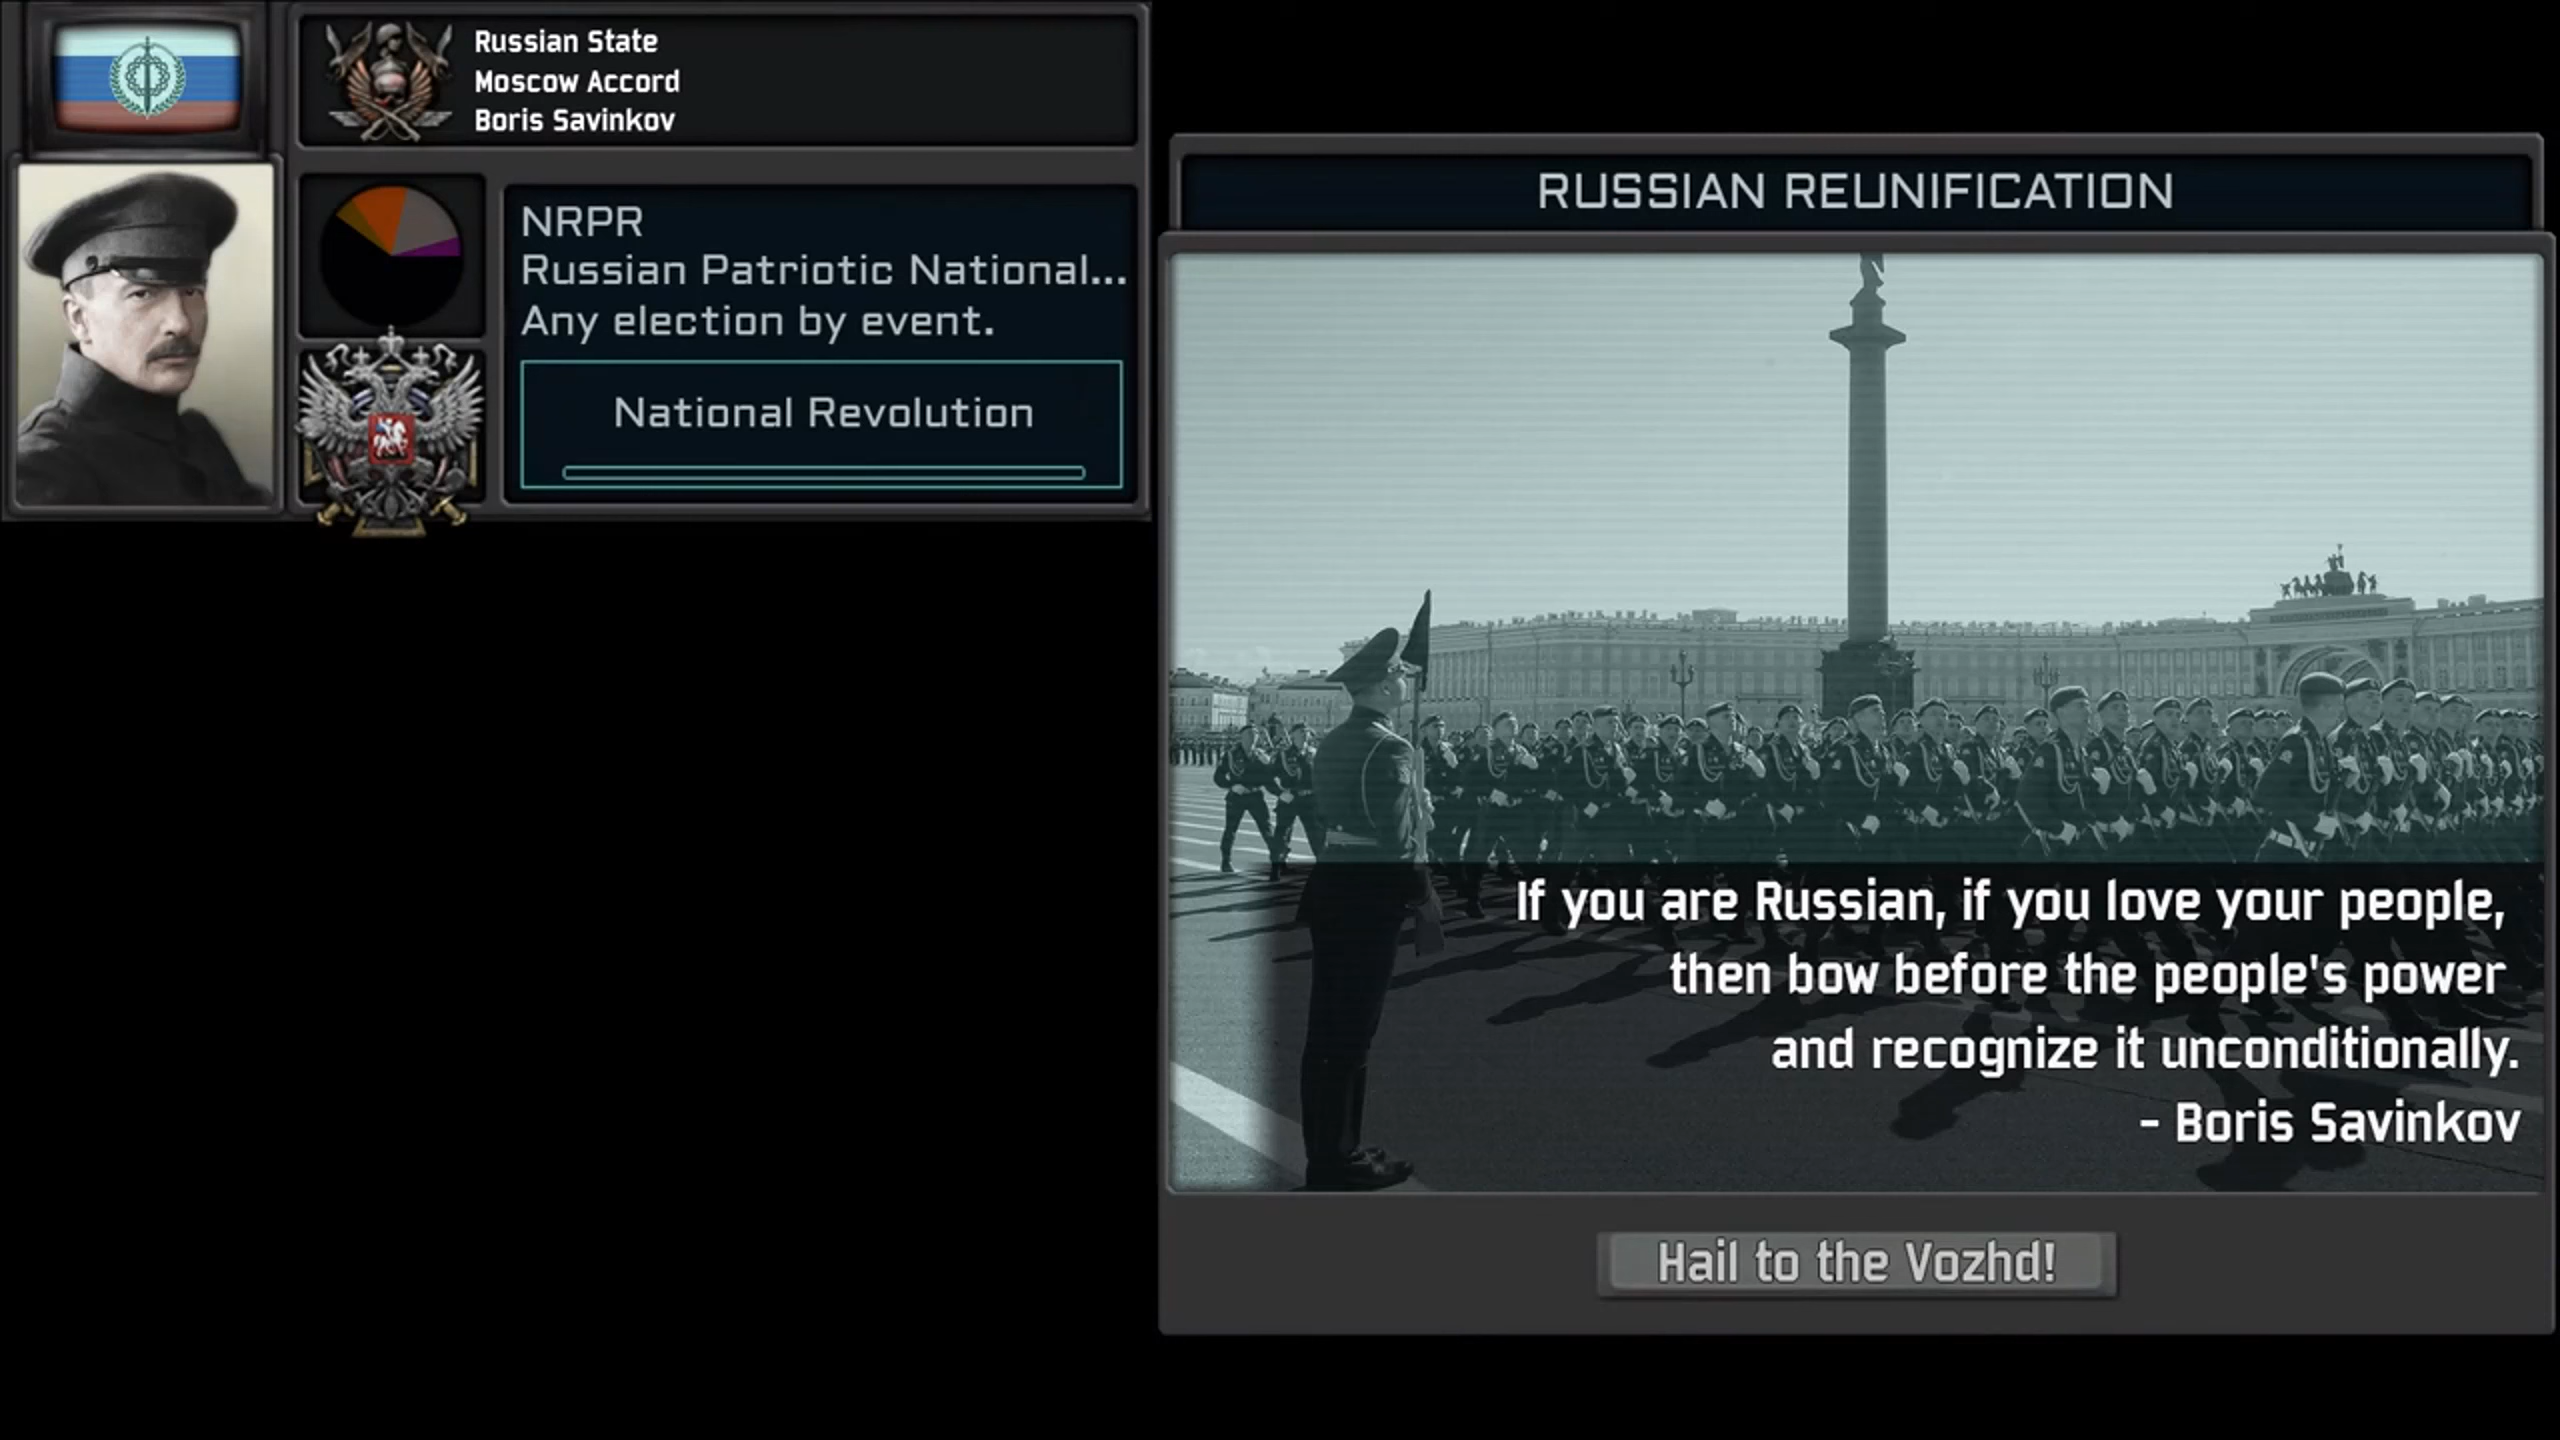 Russian State
Moscow Accord
Boris Savinkov
NRPR
Russian Patriotic National...
Any election by event.
National Revolution
RUSSIAN REUNIFICATION
If you are Russian, if you love your people,
then bow before the people's power
and recognize it unconditionally.
- Boris Savinkov
Hail to the Vozhd!